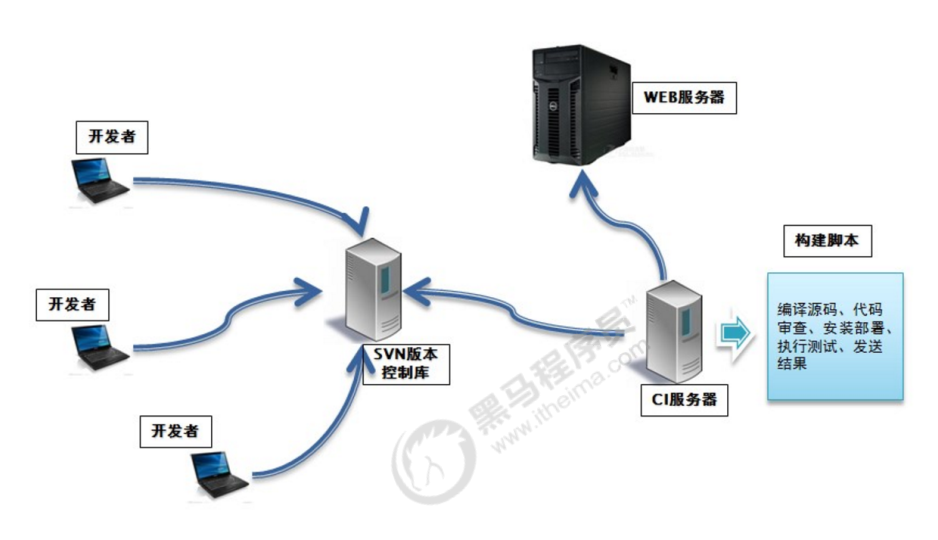 WEB服务器
开发者
构建脚本
开发者
编译源码、代码
审查、安装部署、
执行测试、发送
结果
SVN版本
控制库
CI服务器
开发者
黑马程序员™
www.itheima.com